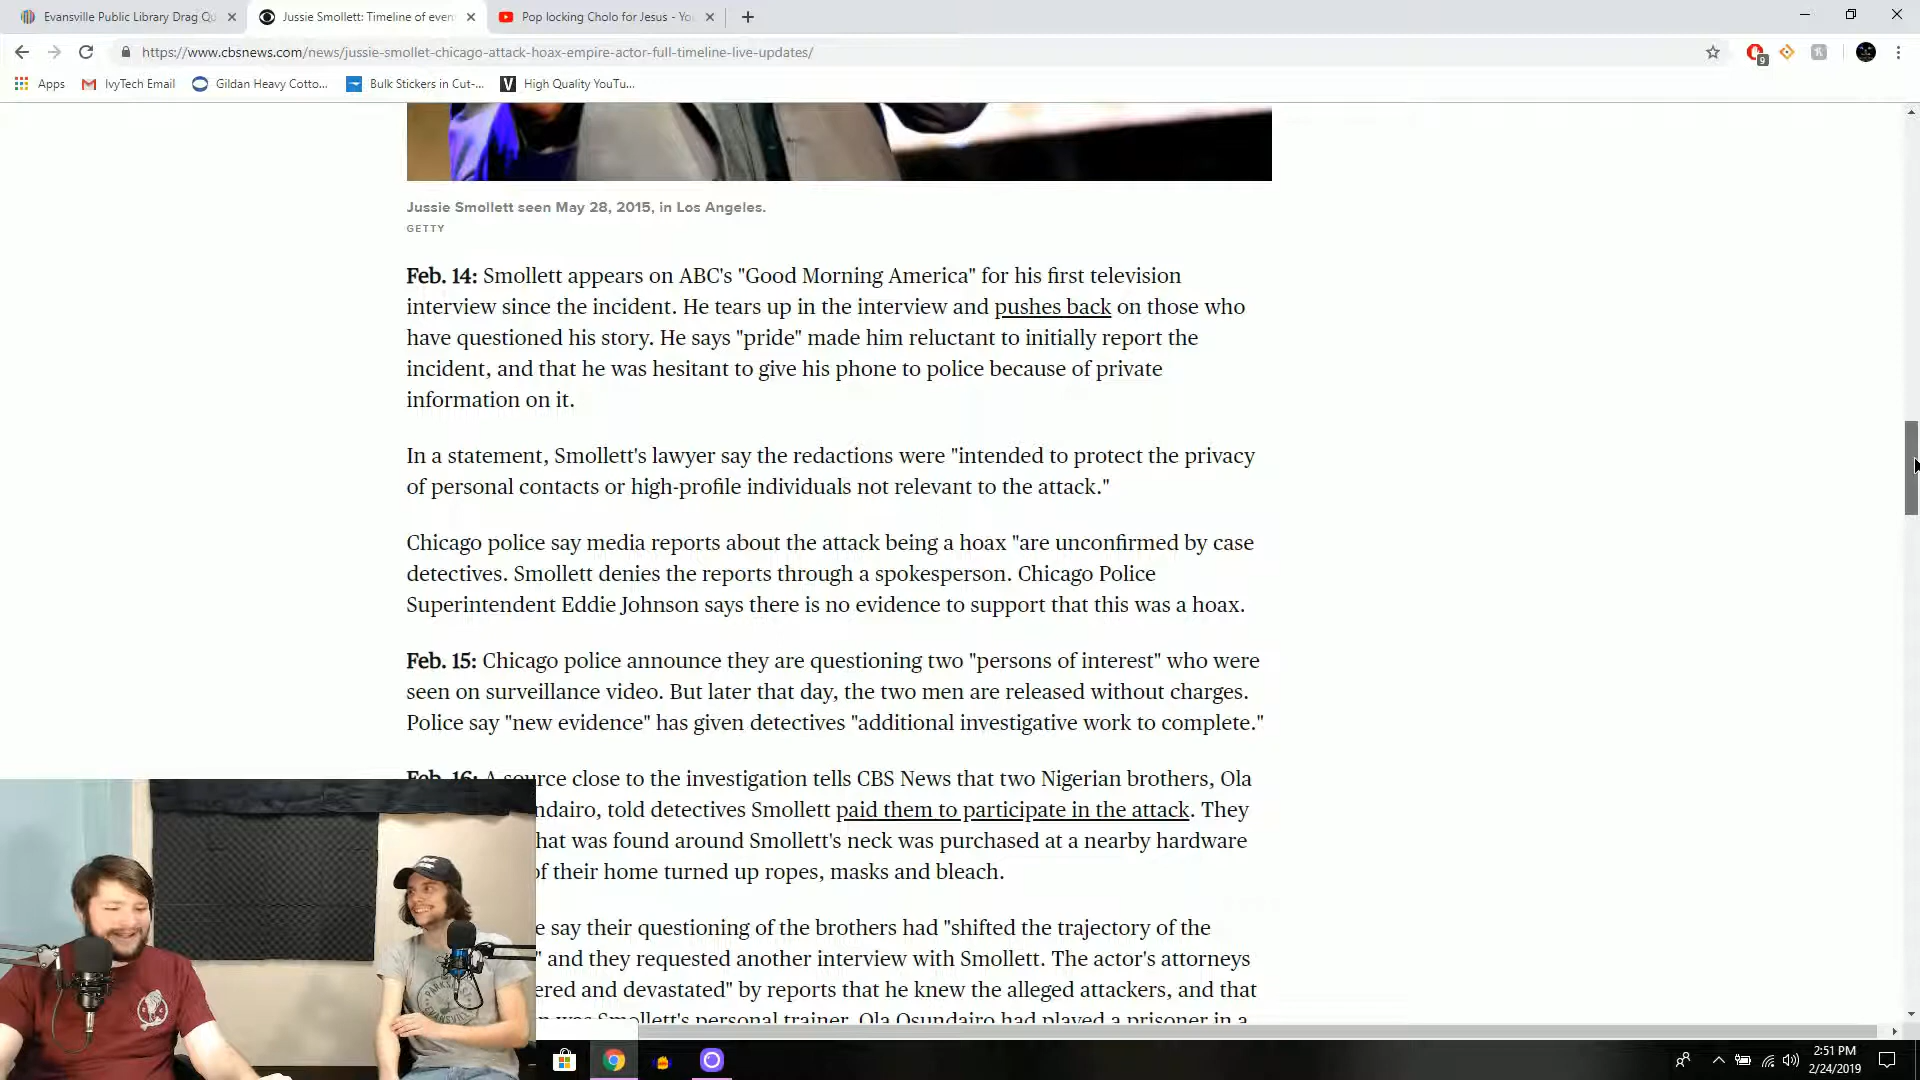 Evansville Public Library Drag Qu
Jussie Smollett: Timeline of even
Pop locking Cholo for Jesus - Yo
https://www.cbsnews.com/news/jussie-smollet-chicago-attack-hoax-empire-actor-full-timeline-live-updates/
9
Apps
IvyTech Email
Gildan Heavy Cotto...
Bulk Stickers in Cut-...
High Quality YouTu...
Jussie Smollett seen May 28, 2015, in Los Angeles.
GETTY
Feb. 14: Smollett appears on ABC's "Good Morning America" for his first television
interview since the incident. He tears up in the interview and pushes back on those who
have questioned his story. He says "pride" made him reluctant to initially report the
incident, and that he was hesitant to give his phone to police because of private
information on it.
In a statement, Smollett's lawyer say the redactions were "intended to protect the privacy
of personal contacts or high-profile individuals not relevant to the attack."
Chicago police say media reports about the attack being a hoax "are unconfirmed by case
detectives. Smollett denies the reports through a spokesperson. Chicago Police
Superintendent Eddie Johnson says there is no evidence to support that this was a hoax.
Feb. 15: Chicago police announce they are questioning two "persons of interest" who were
seen on surveillance video. But later that day, the two men are released without charges.
Police say "new evidence" has given detectives "additional investigative work to complete."
Feb. 16: A source close to the investigation tells CBS News that two Nigerian brothers, Ola
ndairo, told detectives Smollett paid them to participate in the attack. They
hat was found around Smollett's neck was purchased at a nearby hardware
of their home turned up ropes, masks and bleach.
e say their questioning of the brothers had "shifted the trajectory of the
" and they requested another interview with Smollett. The actor's attorneys
ered and devastated" by reports that he knew the alleged attackers, and that
n was Smollett's personal trainer. Ola Osundairo had played a prisoner in a
2:51 PM
2/24/2019